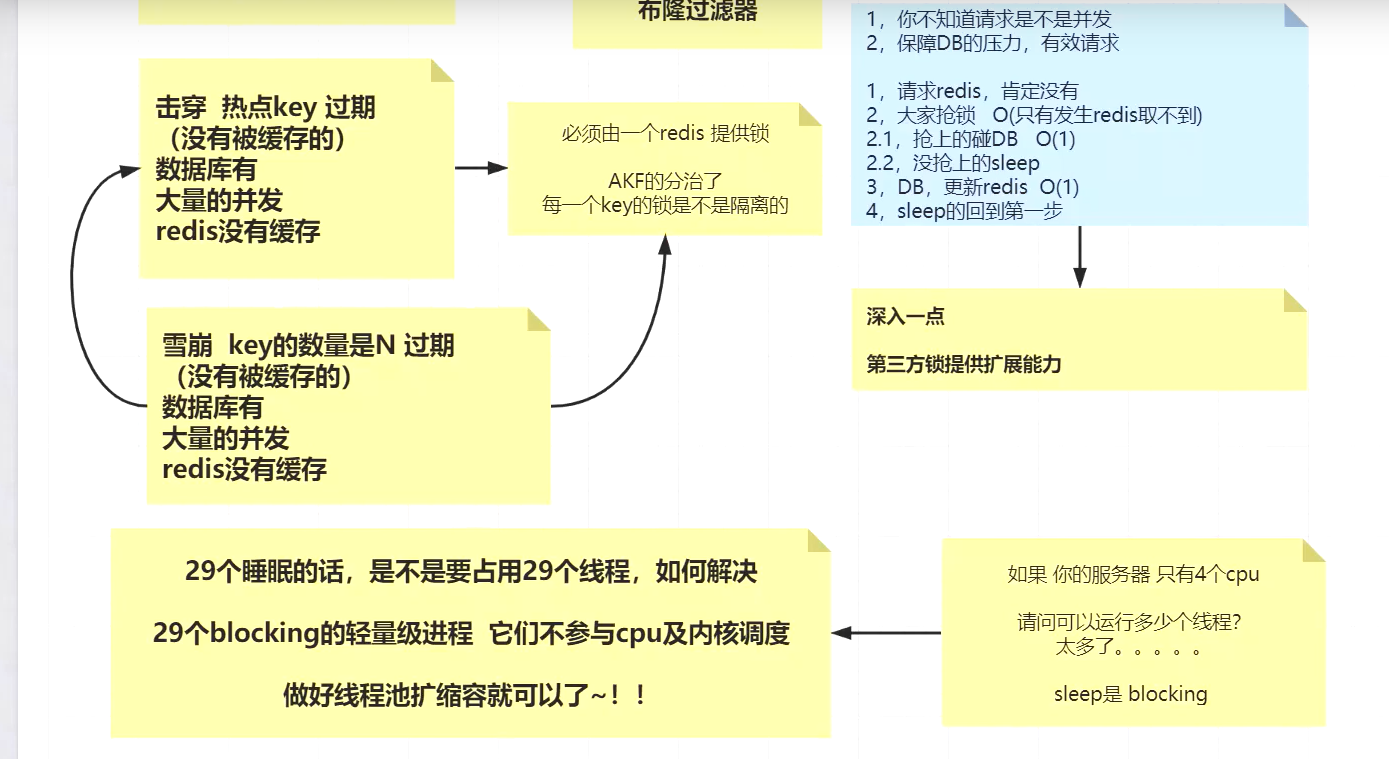 布隆过滤器
1，你不知道请求是不是并发
2，保障DB的压力，有效请求
1，请求redis，肯定没有
2，大家抢锁 O(只有发生redis取不到)
2.1，抢上的碰DB O(1)
2.2，没抢上的sleep
3，DB，更新redis O(1)
4，sleep的回到第一步
击穿 热点key 过期
（没有被缓存的）
数据库有
大量的并发
redis没有缓存
必须由一个redis 提供锁
AKF的分治了
每一个key的锁是不是隔离的
雪崩 key的数量是N 过期
（没有被缓存的）
数据库有
大量的并发
redis没有缓存
深入一点
第三方锁提供扩展能力
29个睡眠的话，是不是要占用29个线程，如何解决
29个blocking的轻量级进程 它们不参与cpu及内核调度
做好线程池扩缩容就可以了~！！
如果 你的服务器 只有4个cpu
请问可以运行多少个线程？
太多了。。。。。
sleep是 blocking